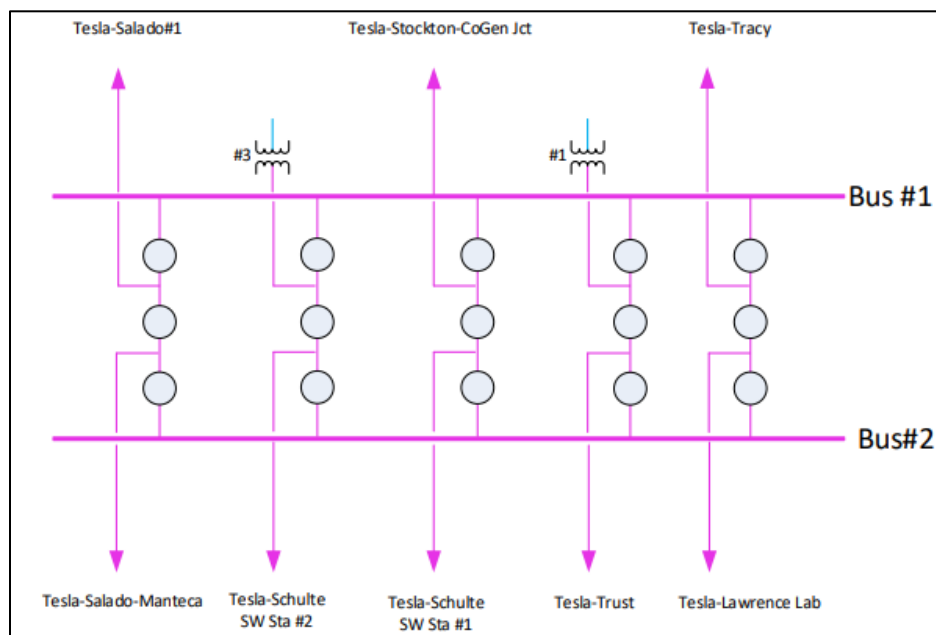 Tesla-Salado#1
Tesla-Stockton-CoGen Jct
Tesla-Tracy
#3
#1
Bus #1
Bus#2
Tesla-Salado-Manteca
Tesla-Schulte
SW Sta #2
Tesla-Schulte
SW Sta #1
Tesla-Trust
Tesla-Lawrence Lab